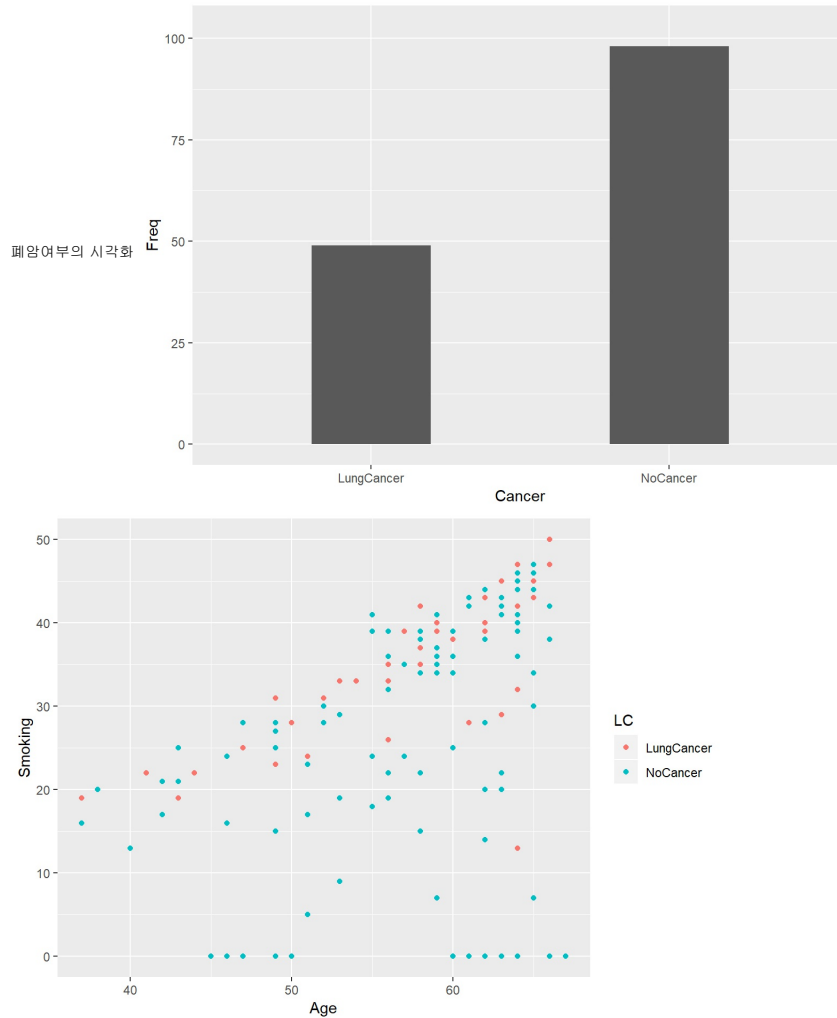 폐암여부의 시각화
Freq
100
75
50
25
0
LungCancer NoCancer
Cancer
Smoking
50
40
30
20
10
0
40 50 60
Age
LC
LungCancer
NoCancer